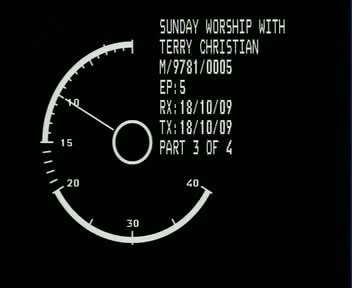 SUNDAY WORSHIP WITH
TERRY CHRISTIAN
M/9781/0005
EP:5
RX:18/10/09
TX:18/10/09
PART 3 OF 4
10
15
20
40
30